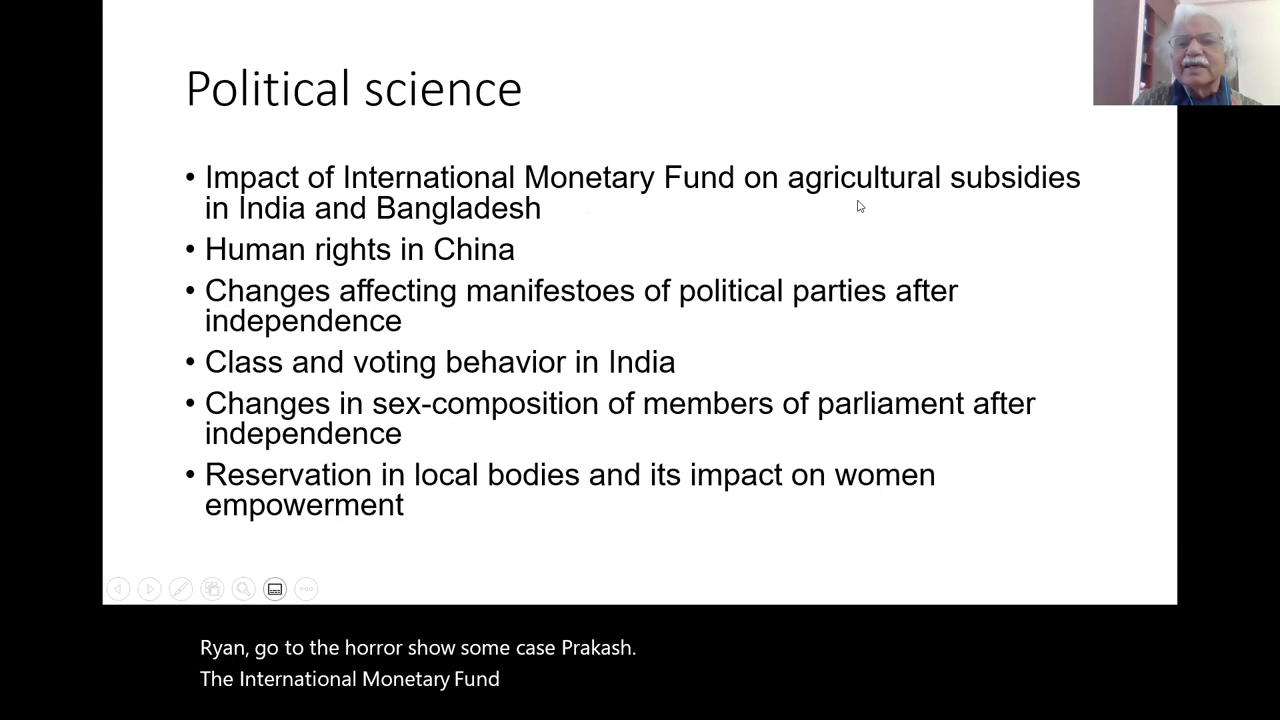 Political science
• Impact of International Monetary Fund on agricultural subsidies
in India and Bangladesh
• Human rights in China
• Changes affecting manifestoes of political parties after
independence
• Class and voting behavior in India
• Changes in sex-composition of members of parliament after
independence
• Reservation in local bodies and its impact on women
empowerment
Ryan, go to the horror show some case Prakash.
The International Monetary Fund